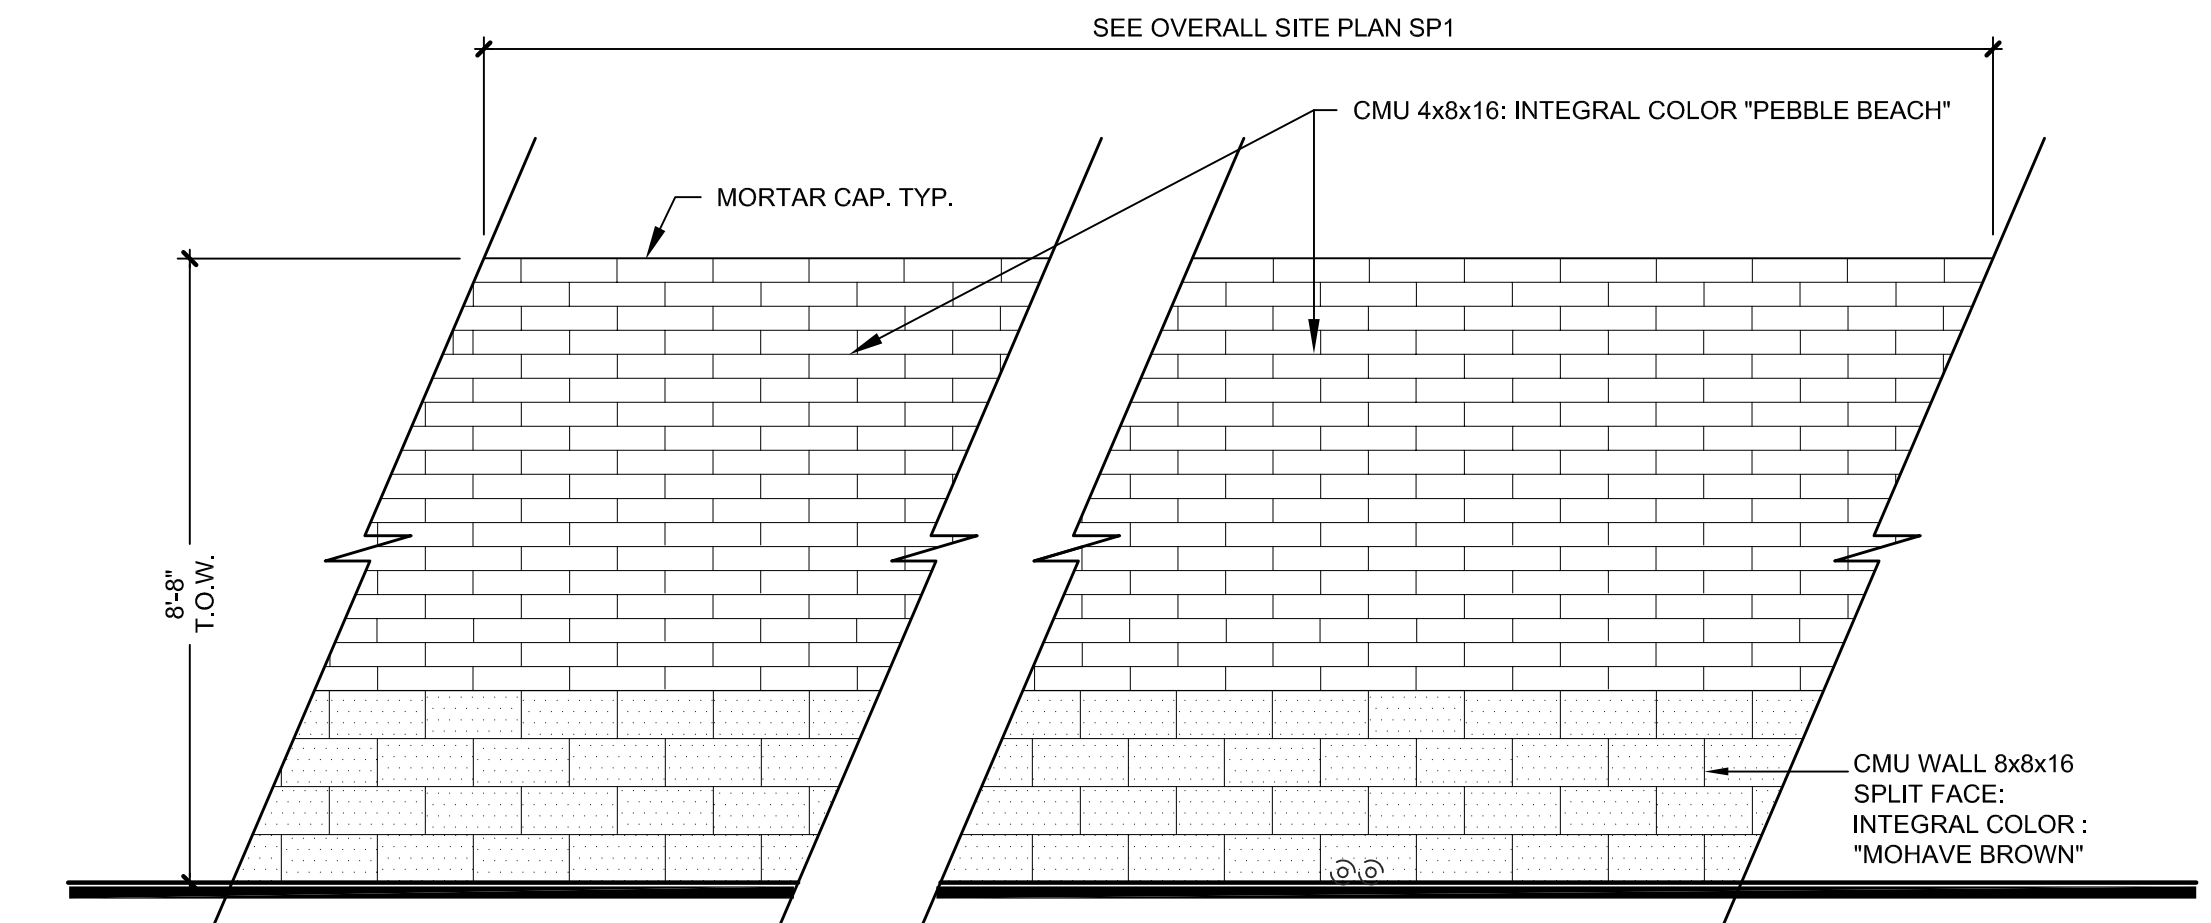 SEE OVERALL SITE PLAN SP1
CMU 4x8x16: INTEGRAL COLOR "PEBBLE BEACH"
MORTAR CAP. TYP.
8'-8"
T.O.W.
CMU WALL 8x8x16
SPLIT FACE:
INTEGRAL COLOR :
"MOHAVE BROWN"